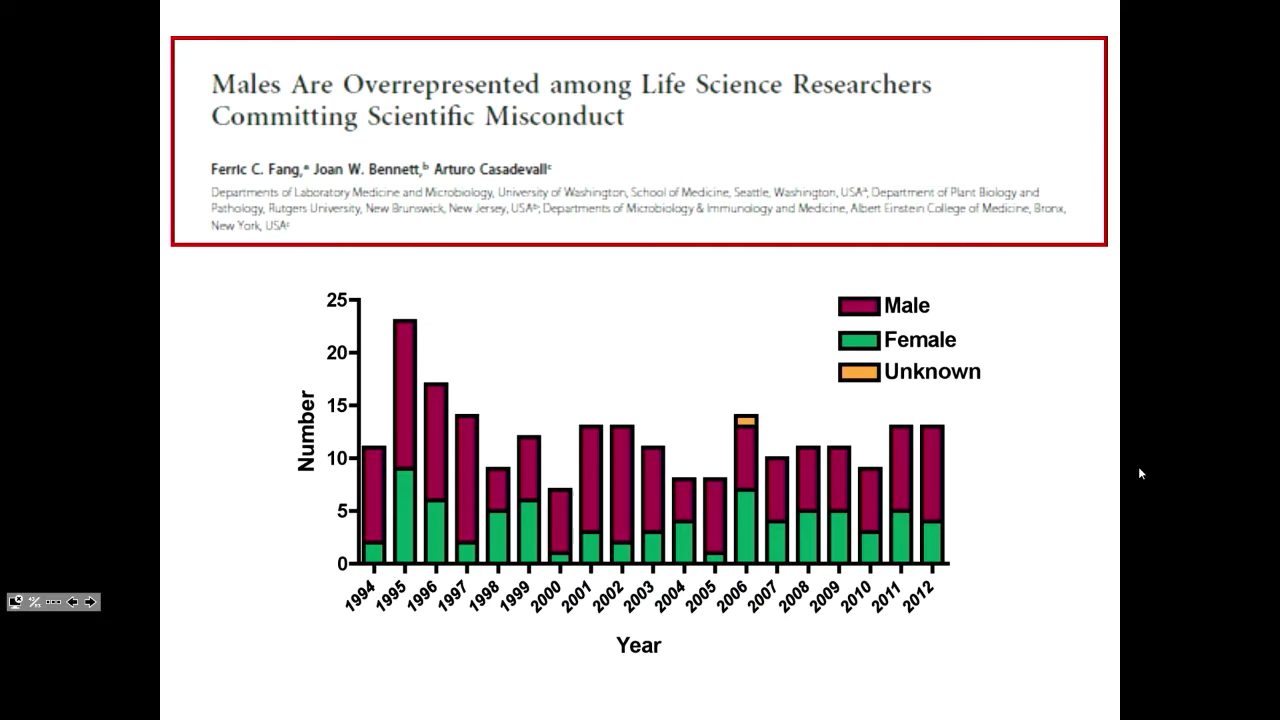 Males Are Overrepresented among Life Science Researchers
Committing Scientific Misconduct
Ferric C. Fang,ᵃ Joan W. Bennett,ᵇ Arturo Casadevallᶜ
Departments of Laboratory Medicine and Microbiology, University of Washington, School of Medicine, Seattle, Washington, USAᵃ; Department of Plant Biology and
Pathology, Rutgers University, New Brunswick, New Jersey, USAᵇ; Departments of Microbiology & Immunology and Medicine, Albert Einstein College of Medicine, Bronx,
New York, USAᶜ
25
20
15
10
5
0
Number
Male
Female
Unknown
1994 1995 1996 1997 1998 1999 2000 2001 2002 2003 2004 2005 2006 2007 2008 2009 2010 2011 2012
Year